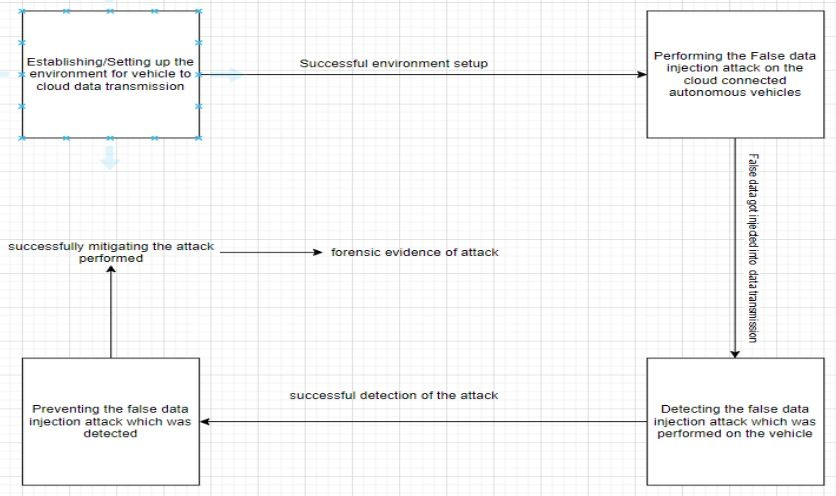 Establishing/Setting up the
environment for vehicle to
cloud data transmission
Successful environment setup
Performing the False data
injection attack on the
cloud connected
autonomous vehicles
False data got injected into data transmission
successfully mitigating the attack
performed
forensic evidence of attack
Preventing the false data
injection attack which was
detected
successful detection of the attack
Detecting the false data
injection attack which was
performed on the vehicle